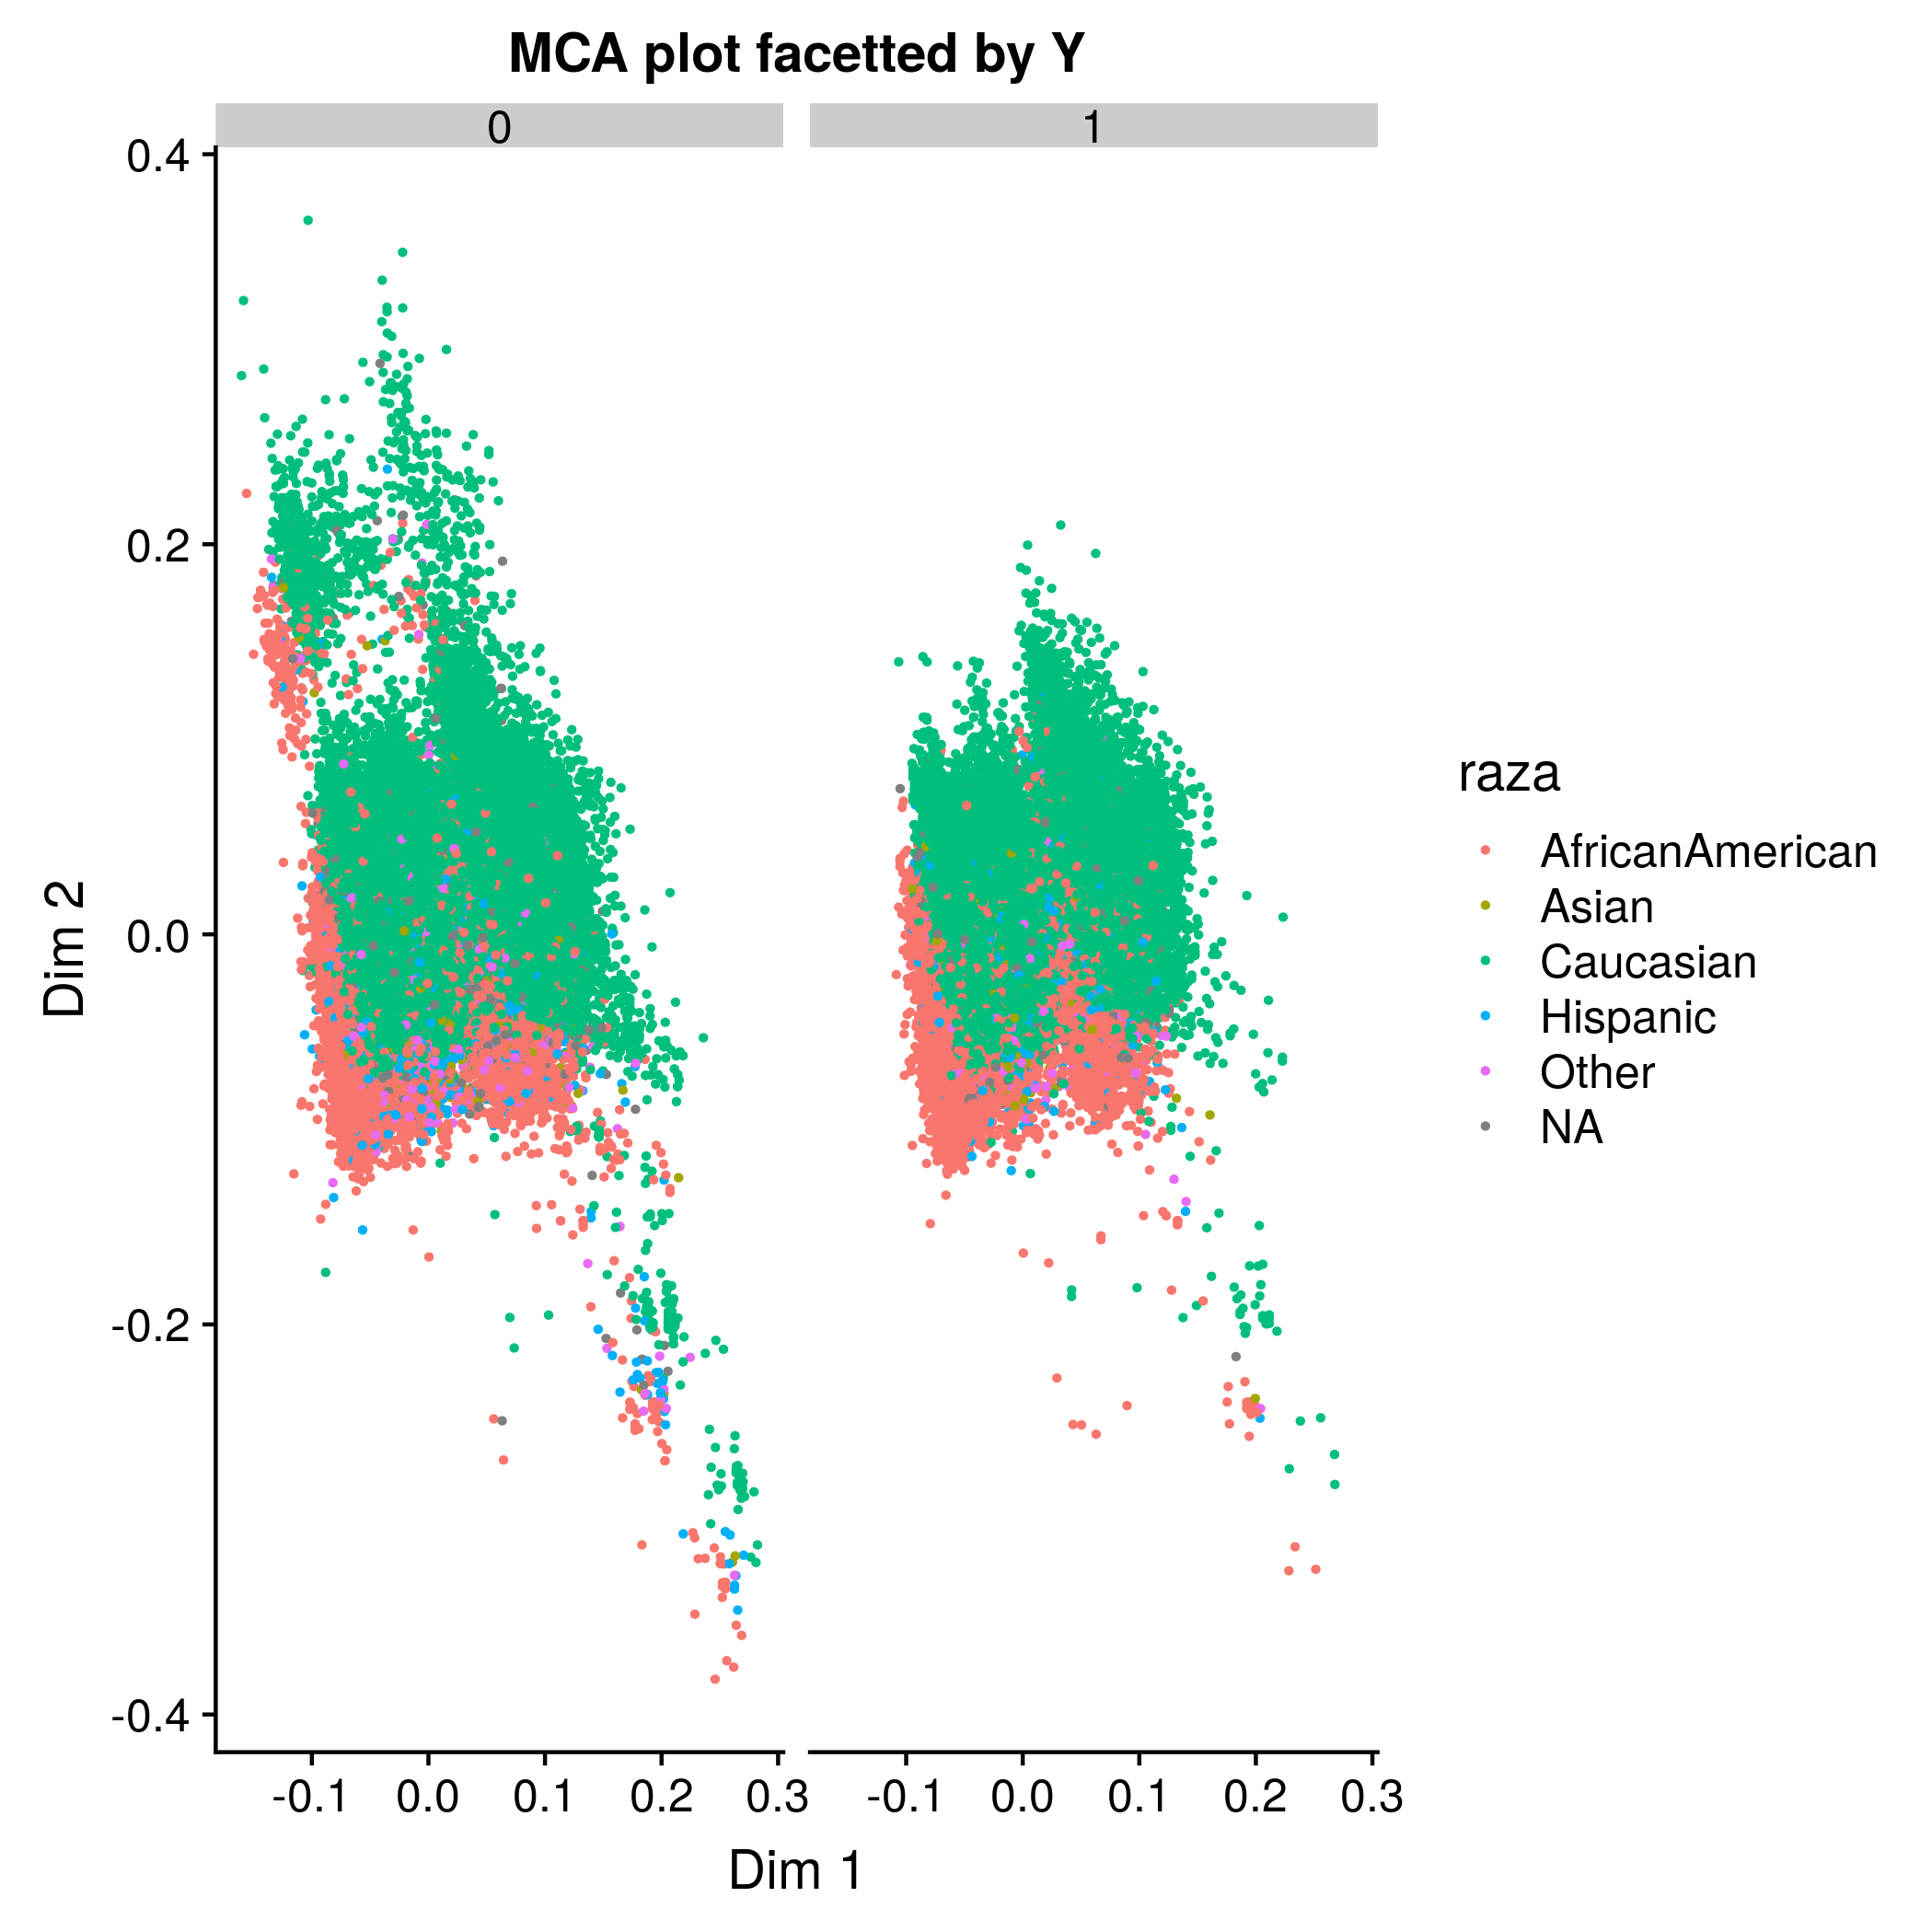 MCA plot facetted by Y
0
1
0.4
0.2
0.0
-0.2
-0.4
Dim 2
-0.1
0.0
0.1
0.2
0.3
-0.1
0.0
0.1
0.2
0.3
Dim 1
raza
AfricanAmerican
Asian
Caucasian
Hispanic
Other
NA